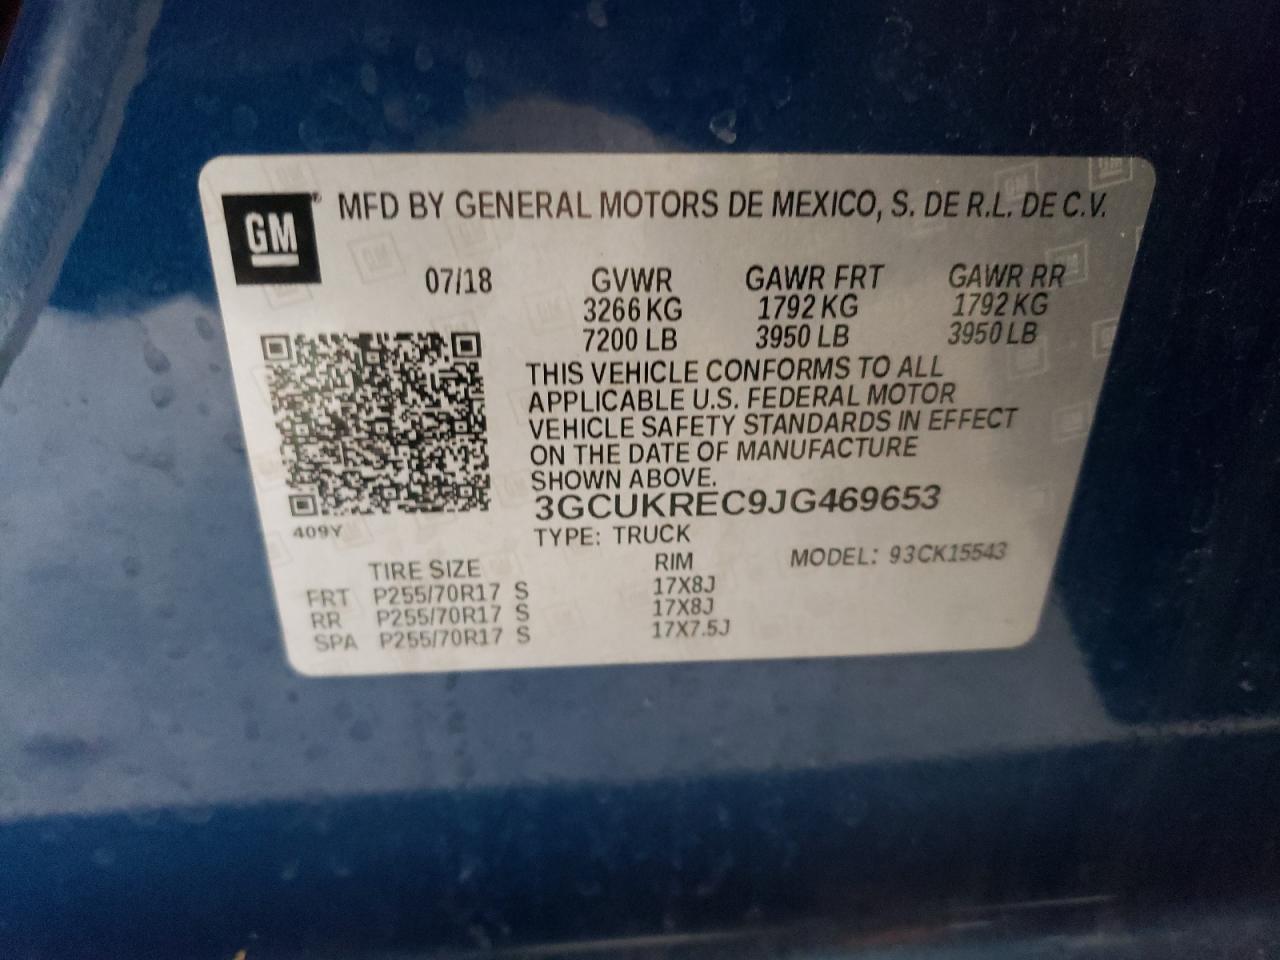 GM® MFD BY GENERAL MOTORS DE MEXICO, S. DE R.L. DE C.V.
07/18 GVWR GAWR FRT GAWR RR
3266 KG 1792 KG 1792 KG
7200 LB 3950 LB 3950 LB
THIS VEHICLE CONFORMS TO ALL
APPLICABLE U.S. FEDERAL MOTOR
VEHICLE SAFETY STANDARDS IN EFFECT
ON THE DATE OF MANUFACTURE
SHOWN ABOVE.
3GCUKREC9JG469653
409Y TYPE: TRUCK
MODEL: 93CK15543
TIRE SIZE RIM
FRT P255/70R17 S 17X8J
RR P255/70R17 S 17X8J
SPA P255/70R17 S 17X7.5J